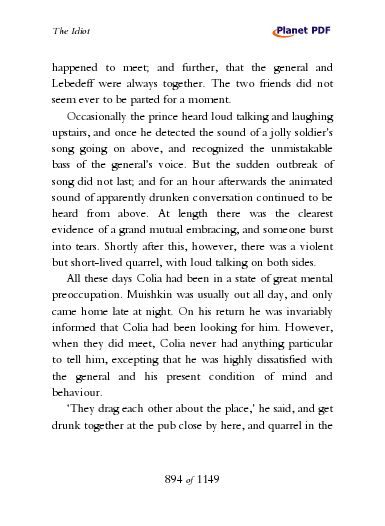 The Idiot
Planet PDF
happened to meet; and further, that the general and
Lebedeff were always together. The two friends did not
seem ever to be parted for a moment.
Occasionally the prince heard loud talking and laughing
upstairs, and once he detected the sound of a jolly soldier's
song going on above, and recognized the unmistakable
bass of the general's voice. But the sudden outbreak of
song did not last; and for an hour afterwards the animated
sound of apparently drunken conversation continued to be
heard from above. At length there was the clearest
evidence of a grand mutual embracing, and someone burst
into tears. Shortly after this, however, there was a violent
but short-lived quarrel, with loud talking on both sides.
All these days Colia had been in a state of great mental
preoccupation. Muishkin was usually out all day, and only
came home late at night. On his return he was invariably
informed that Colia had been looking for him. However,
when they did meet, Colia never had anything particular
to tell him, excepting that he was highly dissatisfied with
the general and his present condition of mind and
behaviour.
'They drag each other about the place,' he said, and get
drunk together at the pub close by here, and quarrel in the
894 of 1149